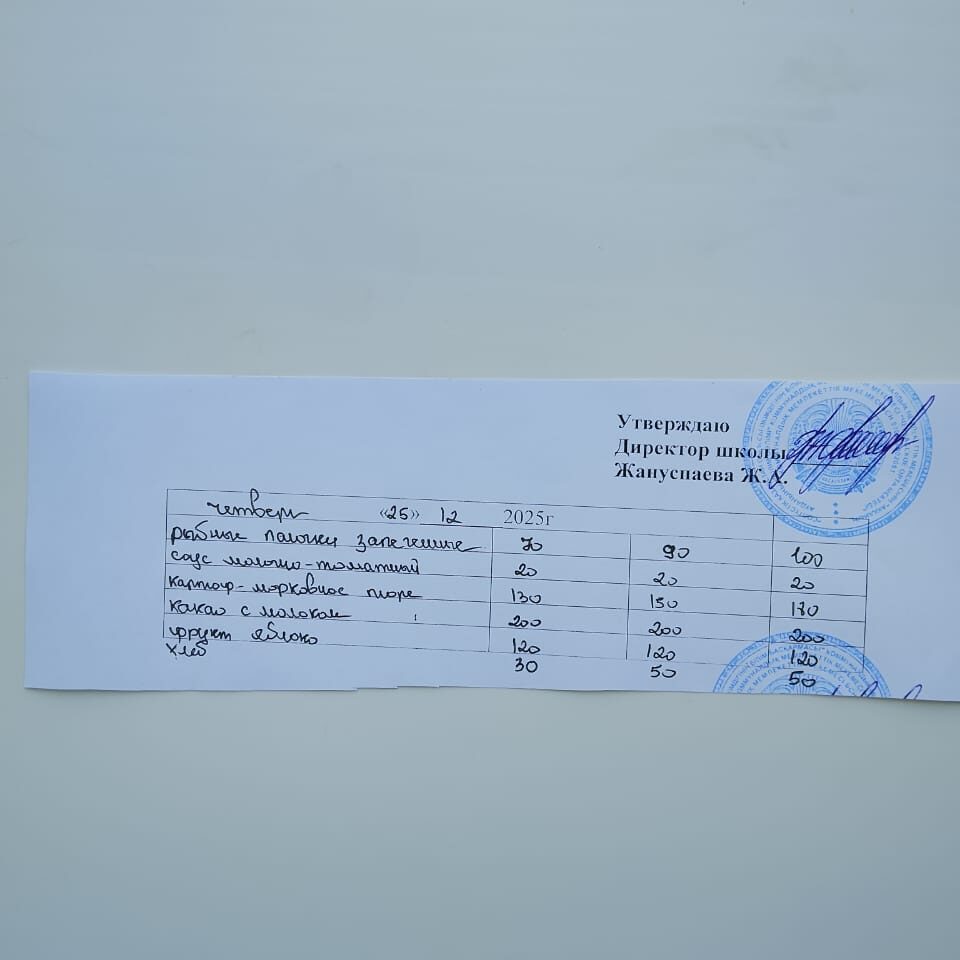 Утверждаю
Директор школы
Жануспаева Ж.Х.
четверг «25» 12 2025г
рыбные палочки запеченные 70 90 100
соус молочно-томатный 20 20 20
картоф-морковное пюре 130 150 180
какао с молоком 200 200 200
фрукт яблоко 120 120 120
хлеб 30 50 50